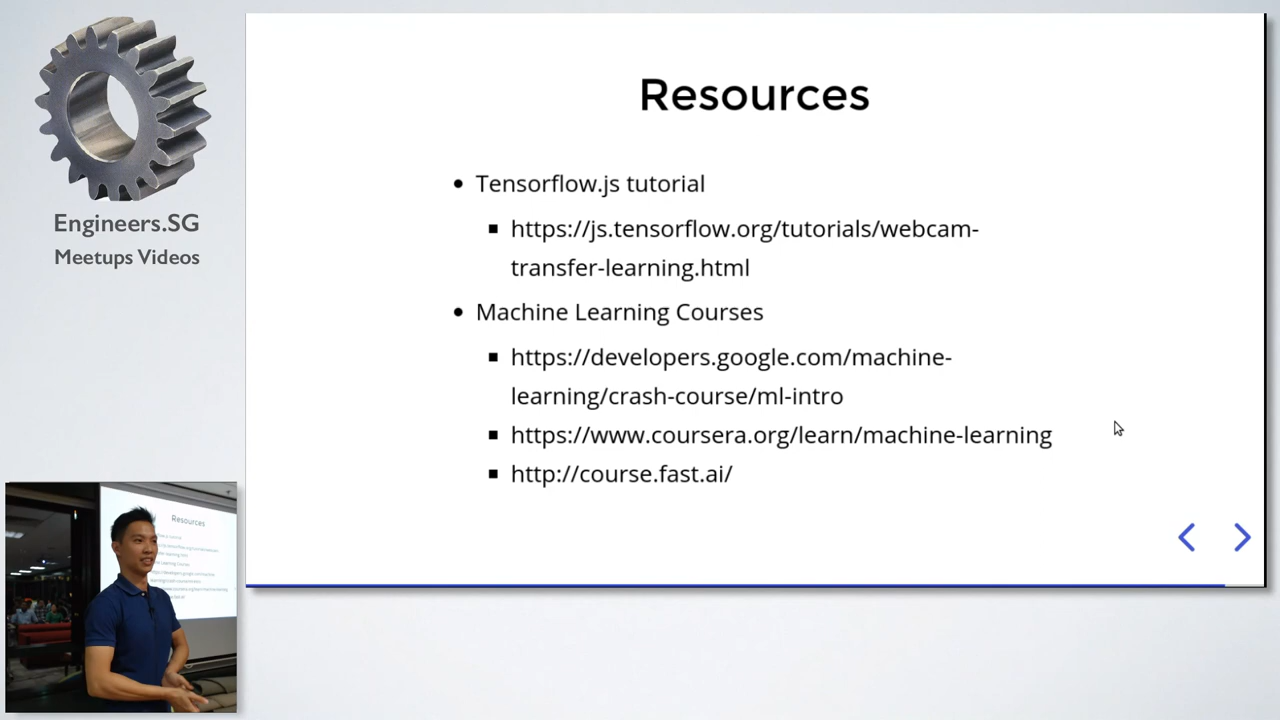 Engineers.SG
Meetups Videos
Resources
Tensorflow.js tutorial
https://js.tensorflow.org/tutorials/webcam-
transfer-learning.html
Machine Learning Courses
https://developers.google.com/machine-
learning/crash-course/ml-intro
https://www.coursera.org/learn/machine-learning
http://course.fast.ai/
Resources